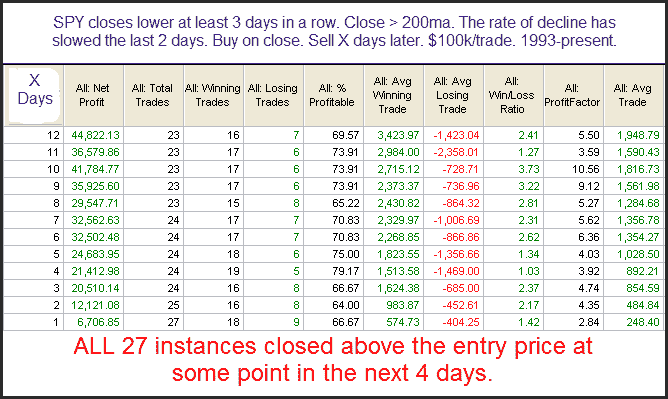 SPY closes lower at least 3 days in a row. Close > 200ma. The rate of decline has
slowed the last 2 days. Buy on close. Sell X days later. $100k/trade. 1993-present.
X Days All: Net Profit All: Total Trades All: Winning Trades All: Losing Trades All: % Profitable All: Avg Winning Trade All: Avg Losing Trade All: Win/Loss Ratio All: ProfitFactor All: Avg Trade
12 44,822.13 23 16 7 69.57 3,423.97 -1,423.04 2.41 5.50 1,948.79
11 36,579.86 23 17 6 73.91 2,984.00 -2,358.01 1.27 3.59 1,590.43
10 41,784.77 23 17 6 73.91 2,715.12 -728.71 3.73 10.56 1,816.73
9 35,925.60 23 17 6 73.91 2,373.37 -736.96 3.22 9.12 1,561.98
8 29,547.71 23 15 8 65.22 2,430.82 -864.32 2.81 5.27 1,284.68
7 32,562.63 24 17 7 70.83 2,329.97 -1,006.69 2.31 5.62 1,356.78
6 32,502.48 24 17 7 70.83 2,268.85 -866.86 2.62 6.36 1,354.27
5 24,683.95 24 18 6 75.00 1,823.55 -1,356.66 1.34 4.03 1,028.50
4 21,412.98 24 19 5 79.17 1,513.58 -1,469.00 1.03 3.92 892.21
3 20,510.14 24 16 8 66.67 1,624.38 -685.00 2.37 4.74 854.59
2 12,121.08 25 16 8 64.00 983.87 -452.61 2.17 4.35 484.84
1 6,706.85 27 18 9 66.67 574.73 -404.25 1.42 2.84 248.40
ALL 27 instances closed above the entry price at
some point in the next 4 days.